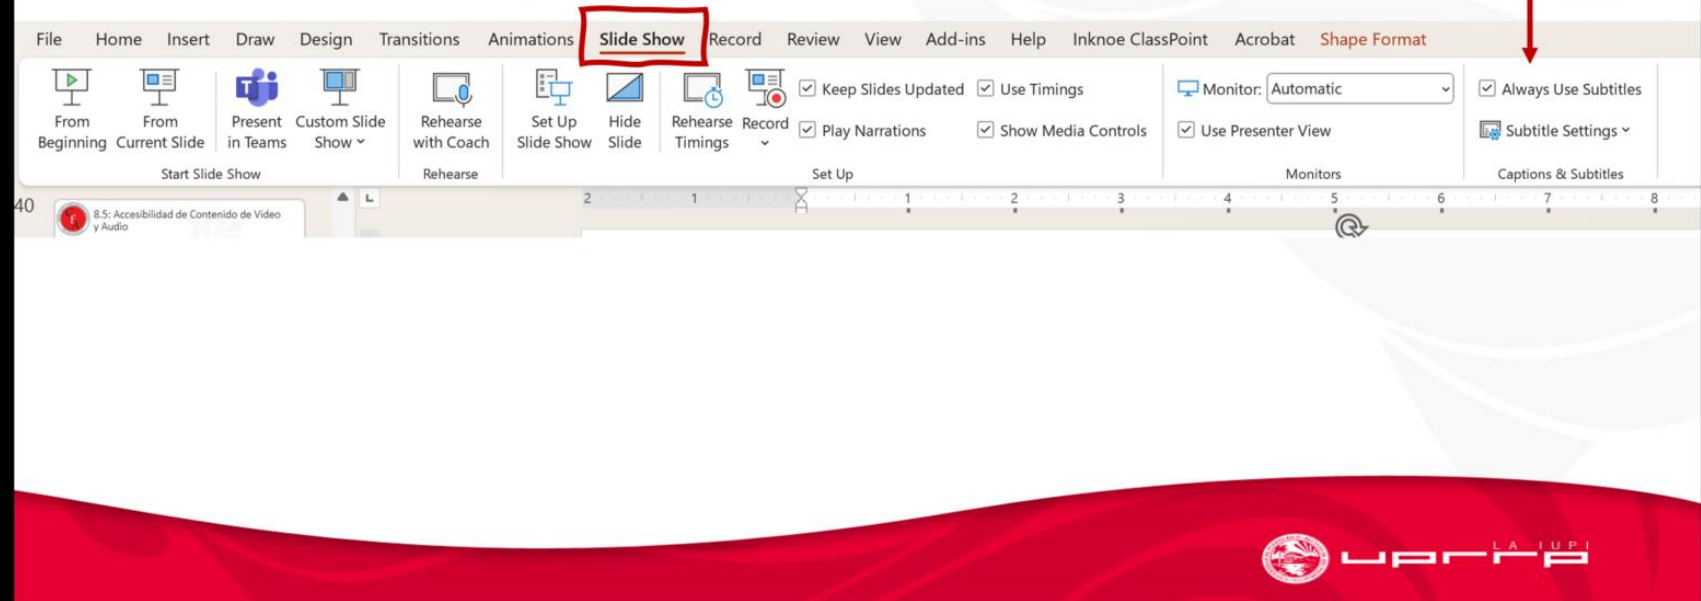 File Home Insert Draw Design Transitions Animations Slide Show Record Review View Add-ins Help Inknoe ClassPoint Acrobat Shape Format
From Beginning
From Current Slide
Present in Teams
Custom Slide Show
Start Slide Show
Rehearse with Coach
Rehearse
Set Up Slide Show
Hide Slide
Rehearse Timings
Record
Keep Slides Updated
Use Timings
Play Narrations
Show Media Controls
Set Up
Monitor: Automatic
Use Presenter View
Monitors
Always Use Subtitles
Subtitle Settings
Captions & Subtitles
40
8.5: Accesibilidad de Contenido de Video
y Audio
2 1 1 2 3 4 5 6 7 8
LA IUPI
uprrp